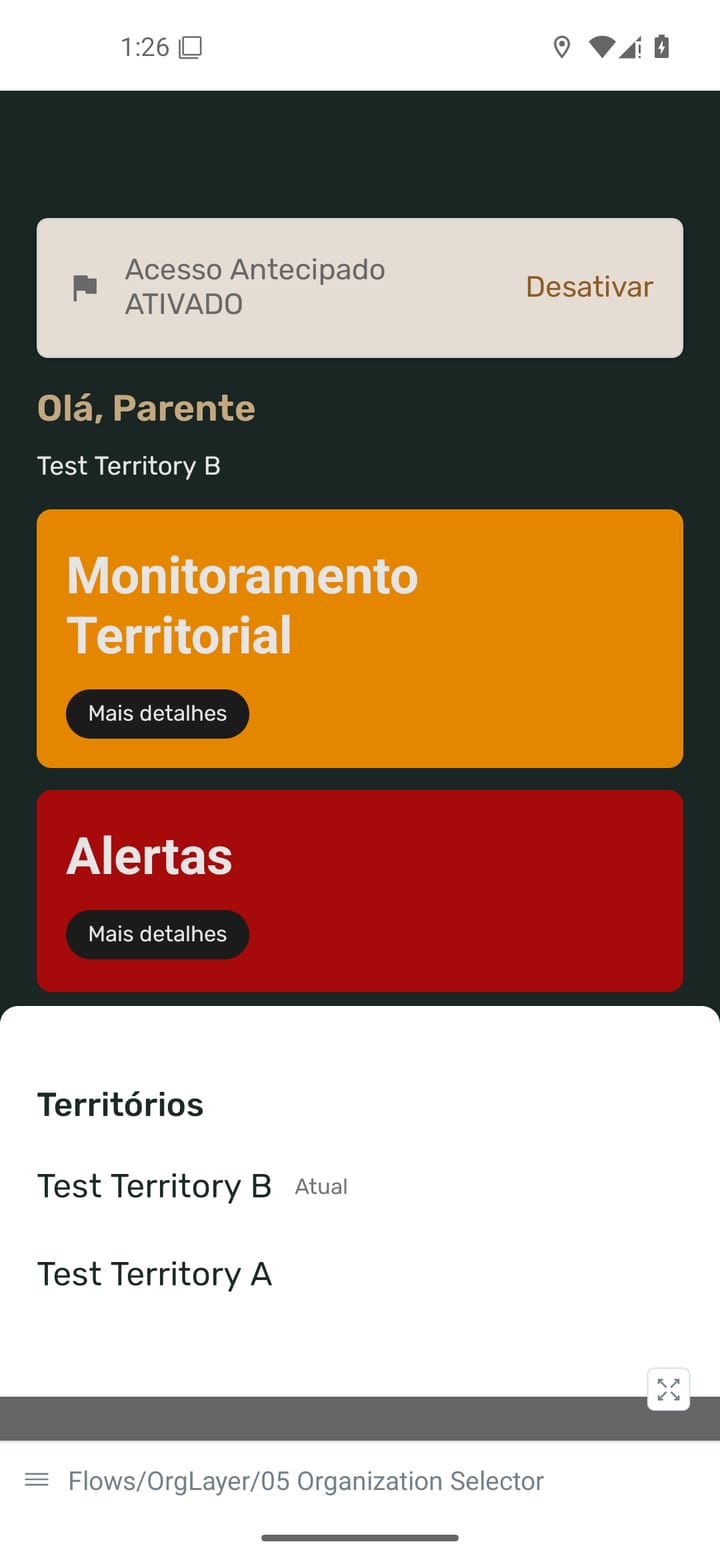 1:26
Acesso Antecipado
ATIVADO
Desativar
Olá, Parente
Test Territory B
Monitoramento
Territorial
Mais detalhes
Alertas
Mais detalhes
Territórios
Test Territory B Atual
Test Territory A
Flows/OrgLayer/05 Organization Selector